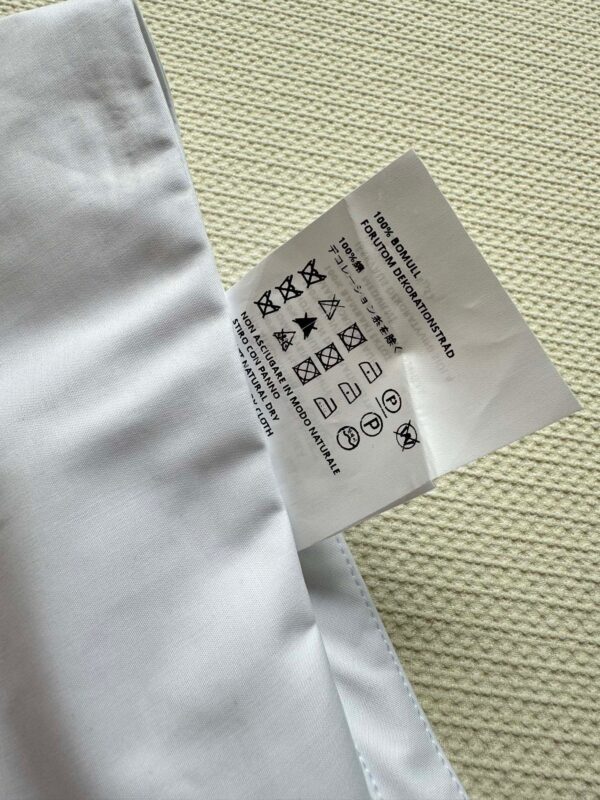 100% BOMULL
FORUTOM DEKORATIONSTRÅD
100%綿
デコレーション糸を除く
NON ASCIUGARE IN MODO NATURALE
STIRO CON PANNO
NATURAL DRY
CLOTH